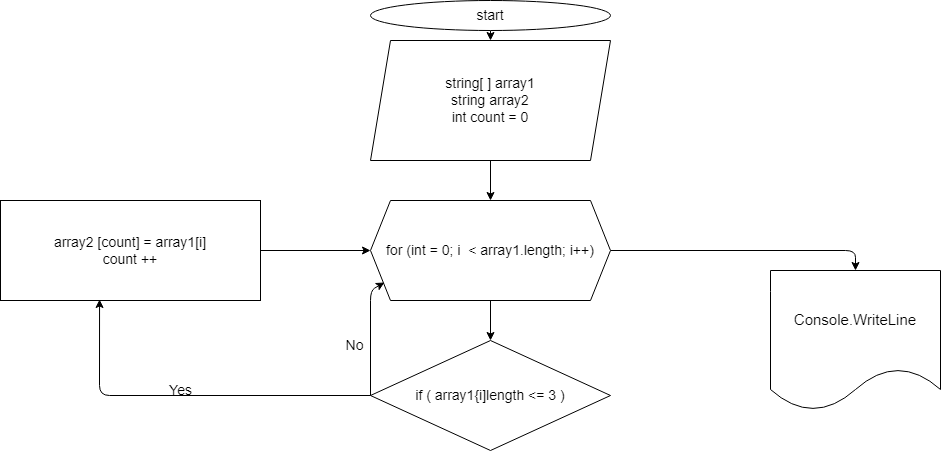 start
string[ ] array1
string array2
int count = 0
for (int = 0; i  < array1.length; i++)
array2 [count] = array1[i]
count ++
Console.WriteLine
No
Yes
if ( array1{i]length <= 3 )